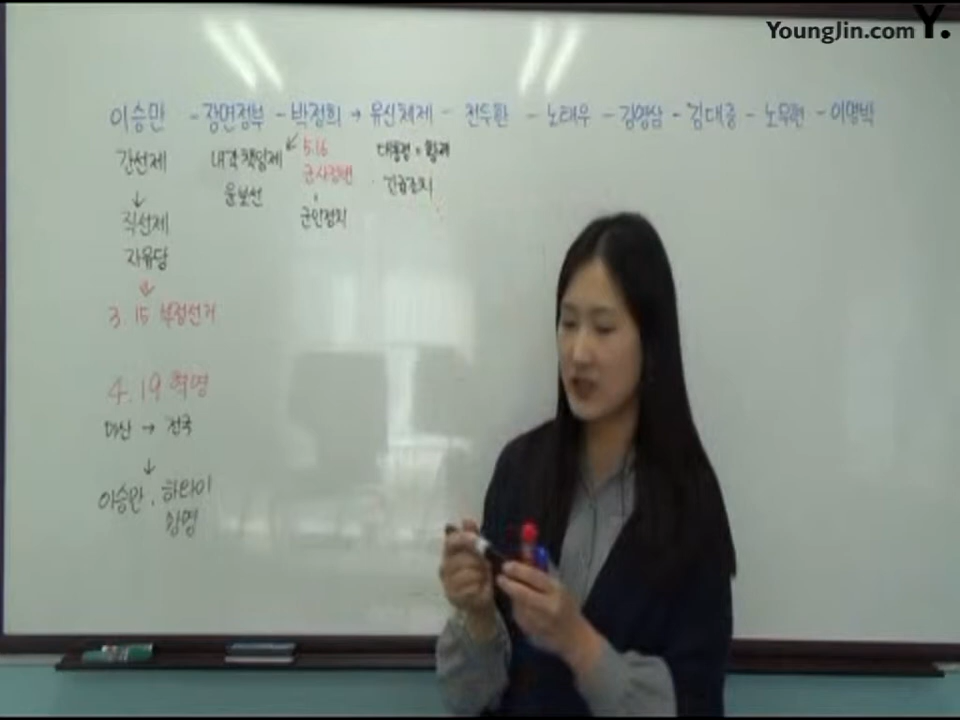 YoungJin.com Y.
이승만 - 장면정부 - 박정희 → 유신체제 - 전두환 - 노태우 - 김영삼 - 김대중 - 노무현 - 이명박
간선제
↓
직선제
자유당
↓
3.15 부정선거
4.19 혁명
마산 → 전국
↓
이승만. 하와이
망명
내각책임제
윤보선
↙ 5.16
군사정변
↓
군인정치
대통령 = 황제
· 긴급조치